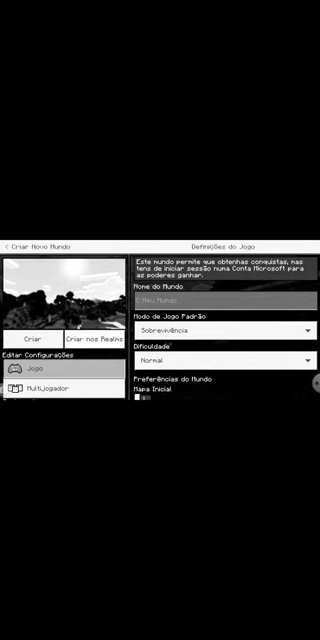 < Criar Novo Mundo
Definições do Jogo
Este mundo permite que obtenhas conquistas, mas
tens de iniciar sessão numa Conta Microsoft para
as poderes ganhar.
Nome do Mundo
O Meu Mundo
Modo de Jogo Padrão
Sobrevivência
Dificuldade
Normal
Preferências do Mundo
Mapa Inicial
Criar
Criar nos Realms
Editar Configurações
Jogo
Multijogador